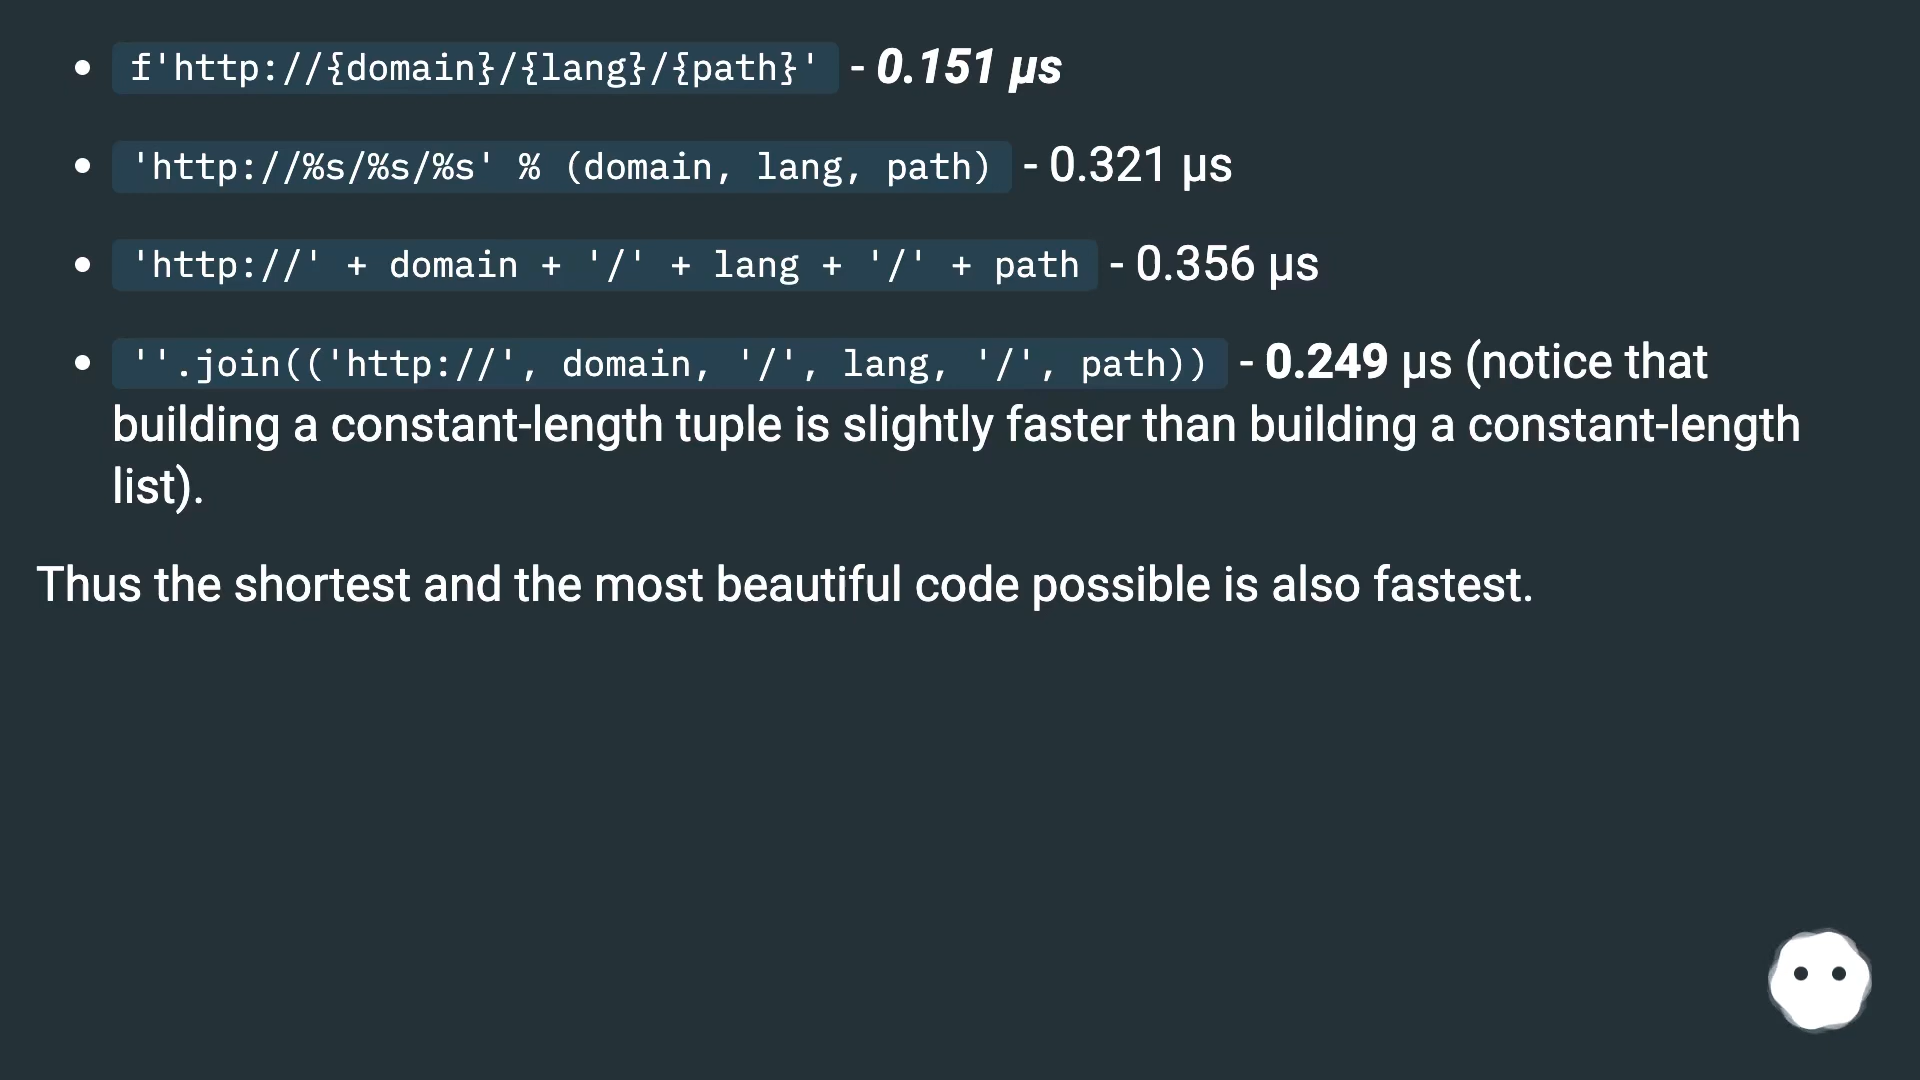 f'http://{domain}/{lang}/{path}' - 0.151 µs
'http://%s/%s/%s' % (domain, lang, path) - 0.321 µs
'http://' + domain + '/' + lang + '/' + path - 0.356 µs
''.join(('http://', domain, '/', lang, '/', path)) - 0.249 µs (notice that
building a constant-length tuple is slightly faster than building a constant-length
list).
Thus the shortest and the most beautiful code possible is also fastest.